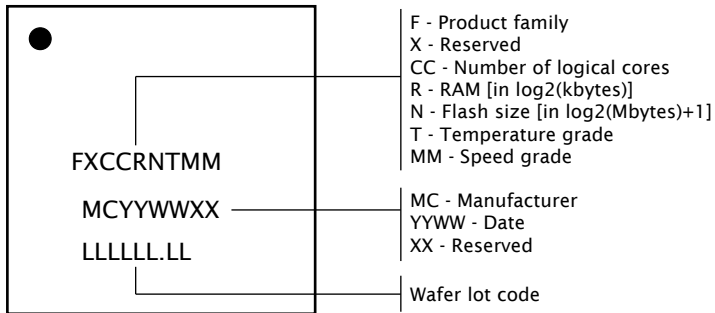 FXCCRNTMM
MCYYWWXX
LLLLLL.LL
F - Product family
X - Reserved
CC - Number of logical cores
R - RAM [in log2(kbytes)]
N - Flash size [in log2(Mbytes)+1]
T - Temperature grade
MM - Speed grade
MC - Manufacturer
YYWW - Date
XX - Reserved
Wafer lot code